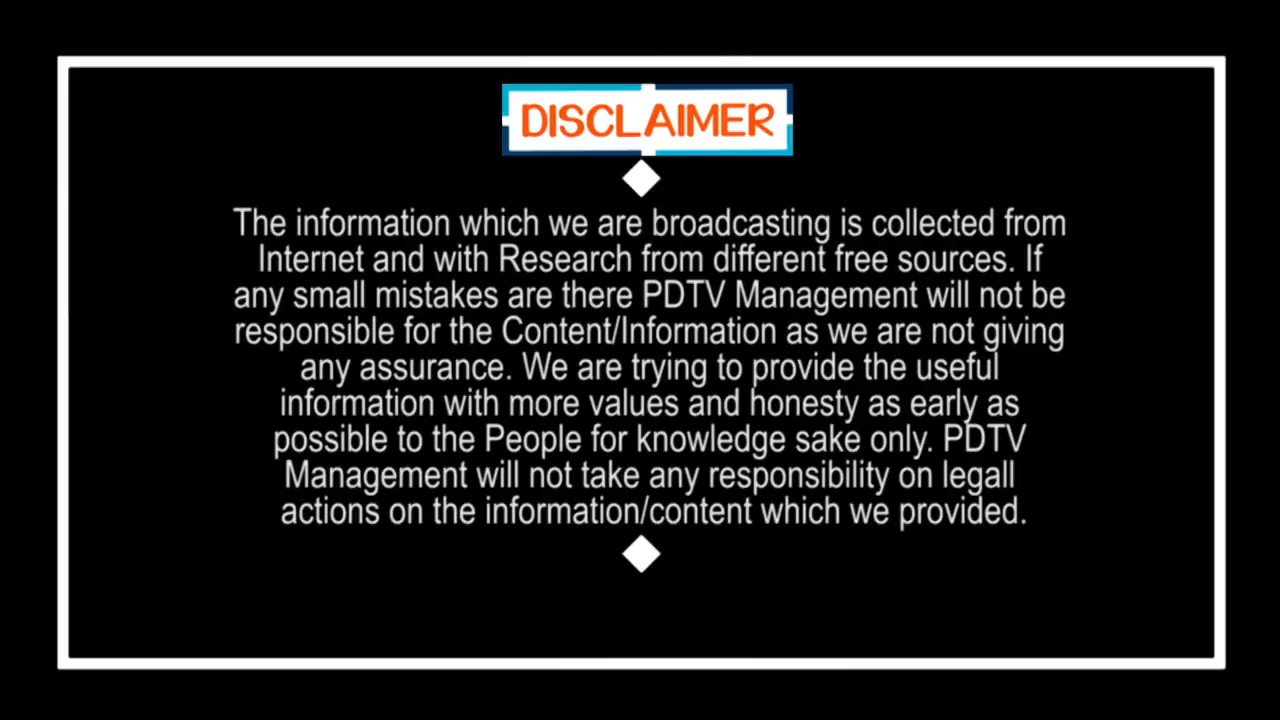 DISCLAIMER
The information which we are broadcasting is collected from
Internet and with Research from different free sources. If
any small mistakes are there PDTV Management will not be
responsible for the Content/Information as we are not giving
any assurance. We are trying to provide the useful
information with more values and honesty as early as
possible to the People for knowledge sake only. PDTV
Management will not take any responsibility on legall
actions on the information/content which we provided.